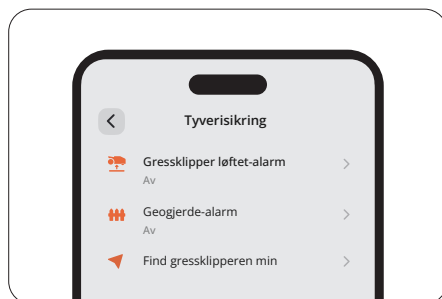 Tyverisikring
Gressklipper løftet-alarm
Av
Geogjerde-alarm
Av
Find gressklipperen min